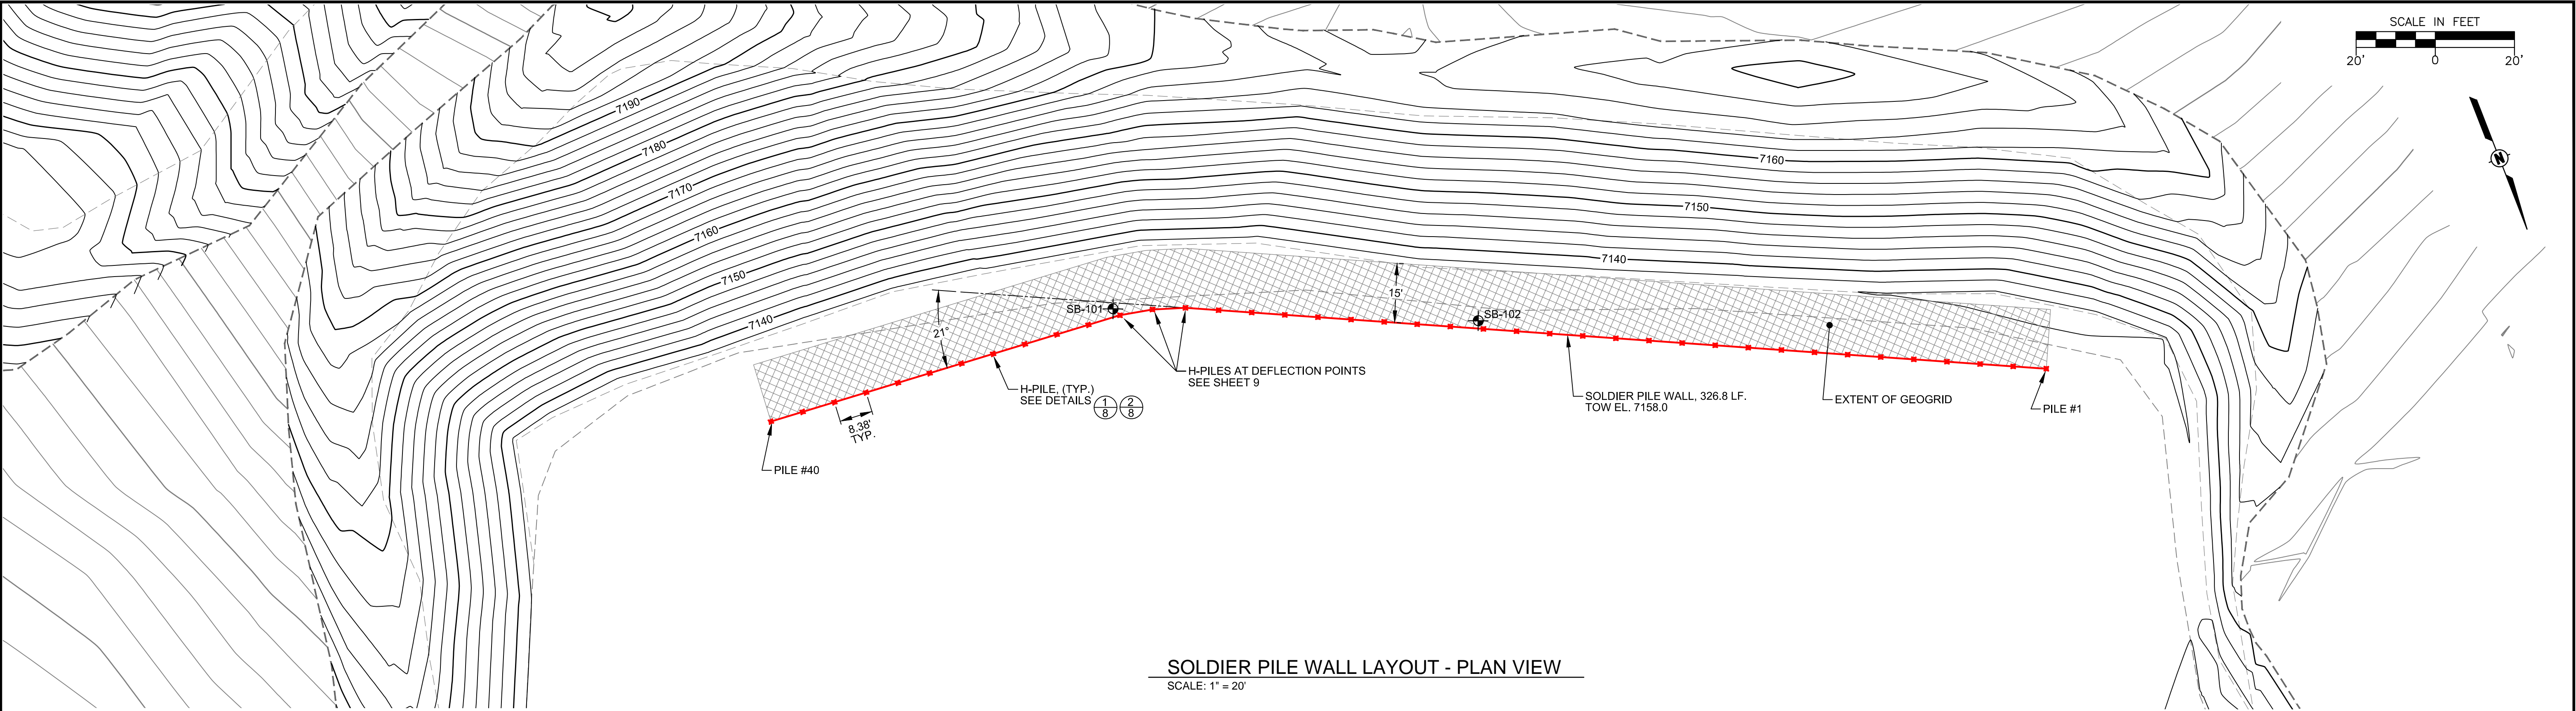 SCALE IN FEET
20'
0
20'
N
7190
7180
7170
7160
7150
7140
7160
7150
7140
15'
SB-101
SB-102
21°
H-PILES AT DEFLECTION POINTS
SEE SHEET 9
H-PILE, (TYP.)
SEE DETAILS
1
8
2
8
SOLDIER PILE WALL, 326.8 LF.
TOW EL. 7158.0
EXTENT OF GEOGRID
PILE #1
8.38'
TYP.
PILE #40
SOLDIER PILE WALL LAYOUT - PLAN VIEW
SCALE: 1" = 20'